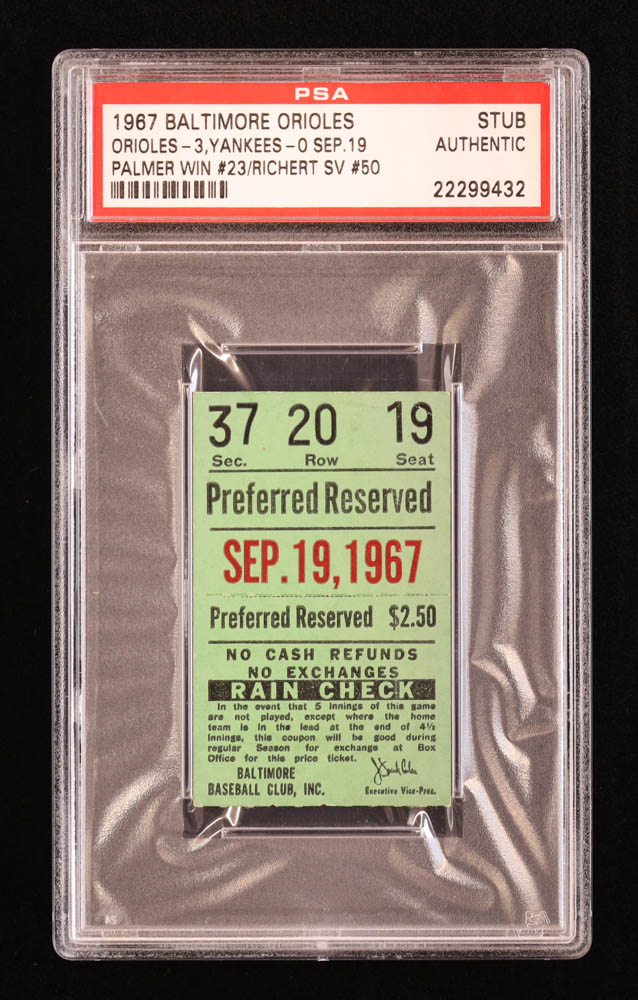 PSA
1967 BALTIMORE ORIOLES STUB
ORIOLES-3,YANKEES-0 SEP.19 AUTHENTIC
PALMER WIN #23/RICHERT SV #50
22299432
37 20 19
Sec. Row Seat
Preferred Reserved
SEP.19,1967
Preferred Reserved $2.50
NO CASH REFUNDS
NO EXCHANGES
RAIN CHECK
In the event that 5 innings of this game
are not played, except where the home
team is in the lead at the end of 4½
innings, this coupon will be good during
regular Season for exchange at Box
Office for this price ticket.
BALTIMORE
BASEBALL CLUB, INC.
Executive Vice-Pres.